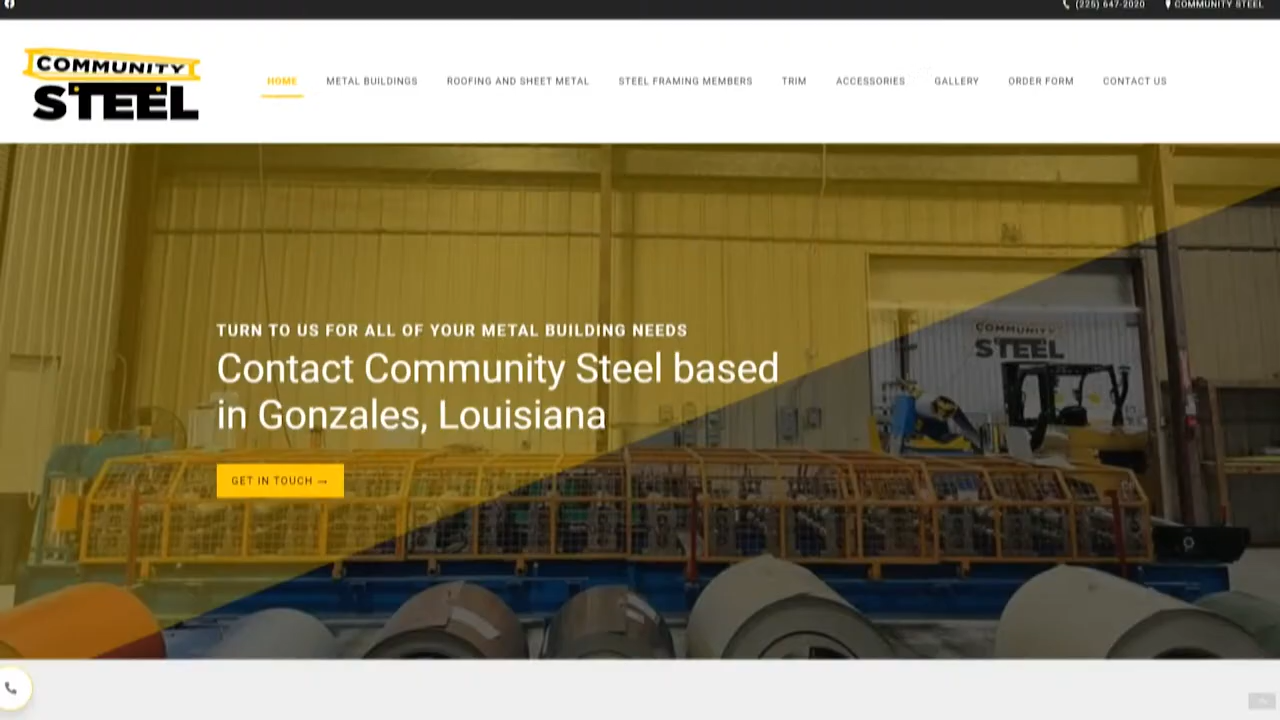 (225) 647-2020 COMMUNITY STEEL
COMMUNITY
STEEL
HOME METAL BUILDINGS ROOFING AND SHEET METAL STEEL FRAMING MEMBERS TRIM ACCESSORIES GALLERY ORDER FORM CONTACT US
COMMUNITY
STEEL
TURN TO US FOR ALL OF YOUR METAL BUILDING NEEDS
Contact Community Steel based
in Gonzales, Louisiana
GET IN TOUCH →